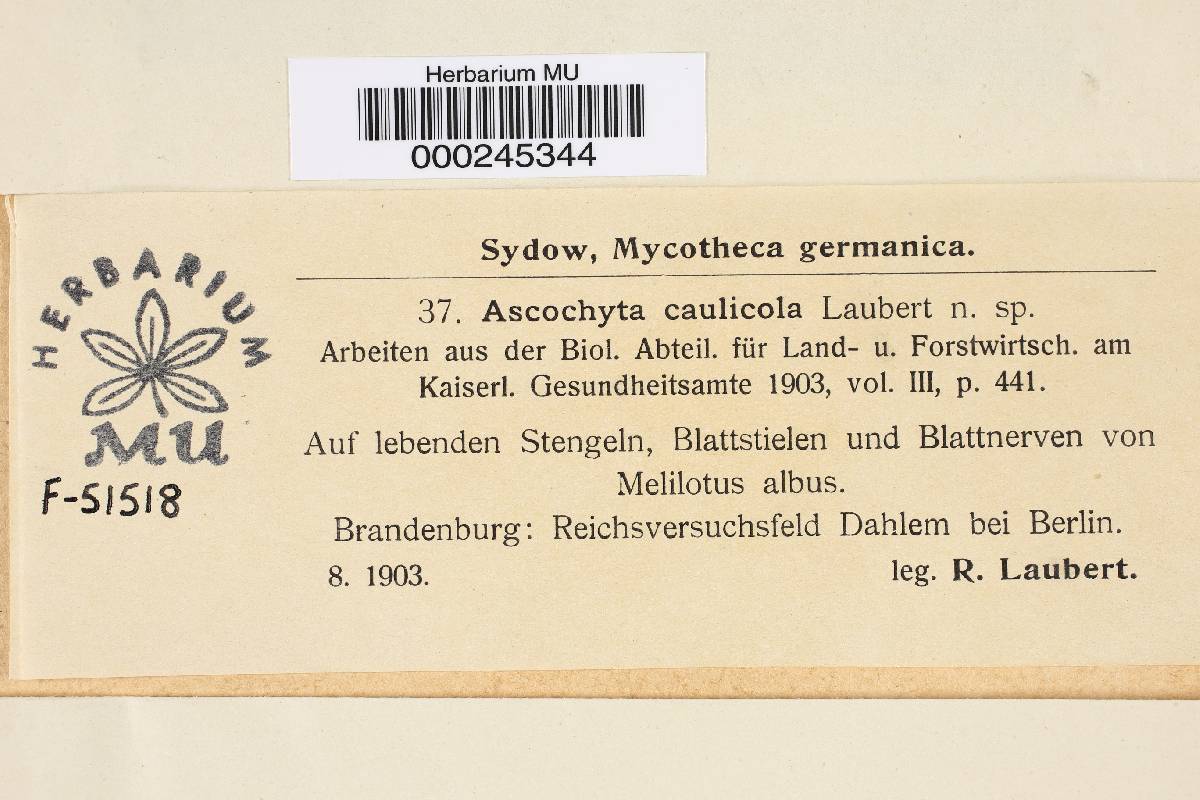 Herbarium MU
000245344
Sydow, Mycotheca germanica.
HERBARIUM
MU
F-51518
37. Ascochyta caulicola Laubert n. sp.
Arbeiten aus der Biol. Abteil. für Land- u. Forstwirtsch. am
Kaiserl. Gesundheitsamte 1903, vol. III, p. 441.
Auf lebenden Stengeln, Blattstielen und Blattnerven von
Melilotus albus.
Brandenburg: Reichsversuchsfeld Dahlem bei Berlin.
8. 1903. leg. R. Laubert.